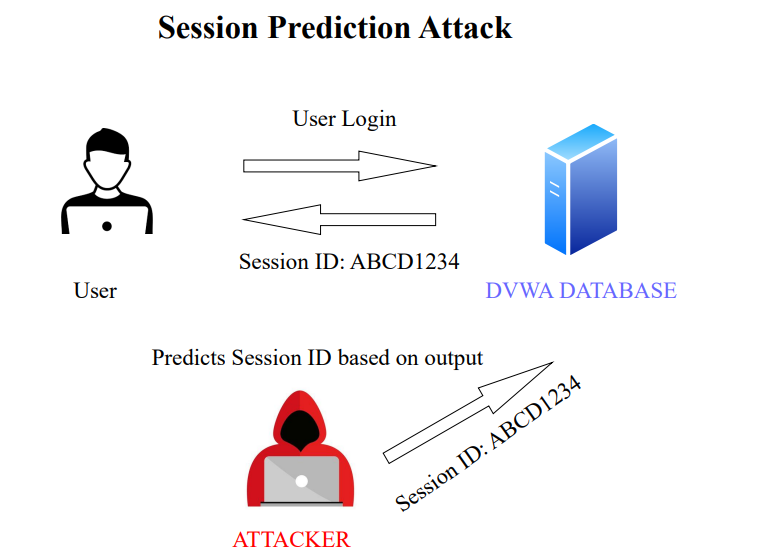 Session Prediction Attack
User Login
Session ID: ABCD1234
User
DVWA DATABASE
Predicts Session ID based on output
Session ID: ABCD1234
ATTACKER